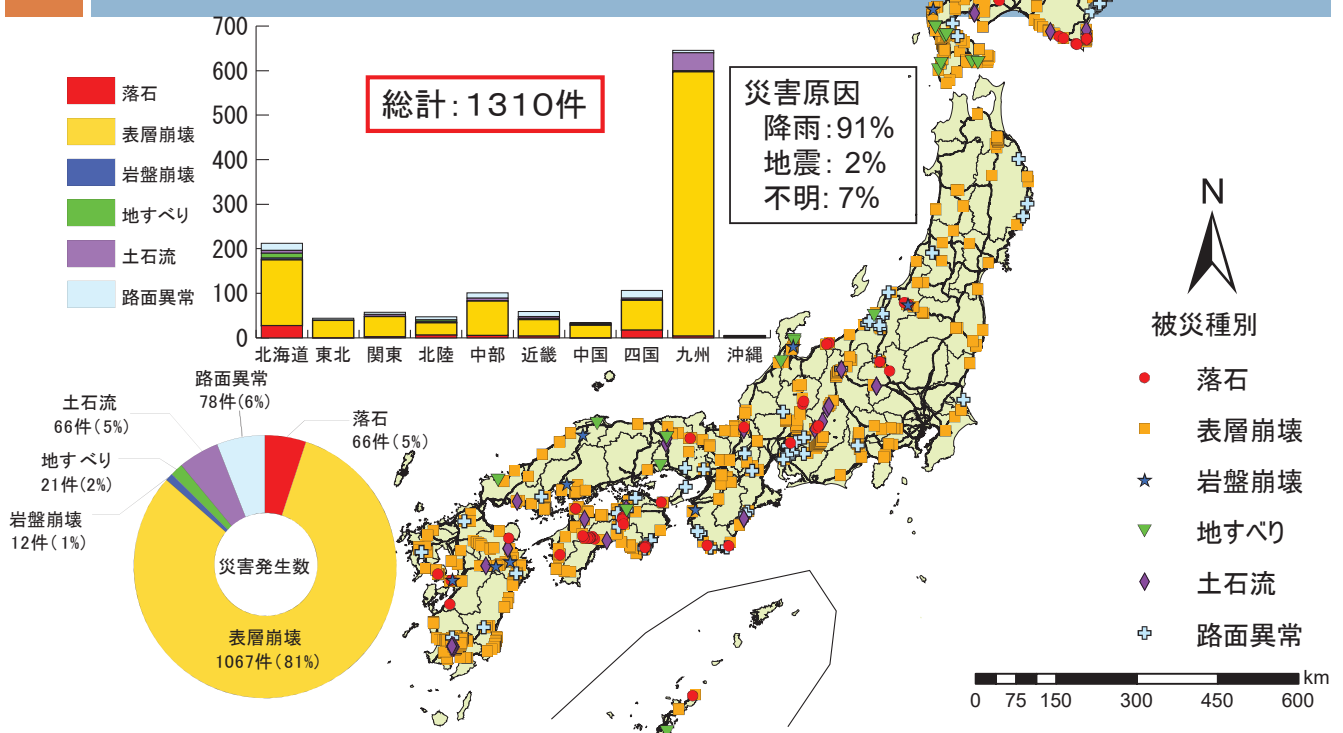 700
600
500
400
300
200
100
0
北海道 東北 関東 北陸 中部 近畿 中国 四国 九州 沖縄
落石
表層崩壊
岩盤崩壊
地すべり
土石流
路面異常
総計:1310件
災害原因
降雨:91%
地震: 2%
不明: 7%
路面異常
78件(6%)
土石流
66件(5%)
地すべり
21件(2%)
岩盤崩壊
12件(1%)
落石
66件(5%)
災害発生数
表層崩壊
1067件(81%)
N
被災種別
落石
表層崩壊
岩盤崩壊
地すべり
土石流
路面異常
km
0 75 150 300 450 600